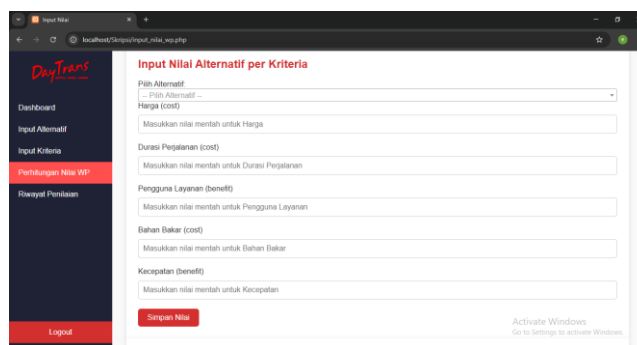 Input Nilai
localhost/Skripsi/input_nilai_wp.php
DayTrans
Dashboard
Input Alternatif
Input Kriteria
Perhitungan Nilai WP
Riwayat Penilaian
Logout
Input Nilai Alternatif per Kriteria
Pilih Alternatif:
-- Pilih Alternatif --
Harga (cost)
Masukkan nilai mentah untuk Harga
Durasi Perjalanan (cost)
Masukkan nilai mentah untuk Durasi Perjalanan
Pengguna Layanan (benefit)
Masukkan nilai mentah untuk Pengguna Layanan
Bahan Bakar (cost)
Masukkan nilai mentah untuk Bahan Bakar
Kecepatan (benefit)
Masukkan nilai mentah untuk Kecepatan
Simpan Nilai
Activate Windows
Go to Settings to activate Windows.